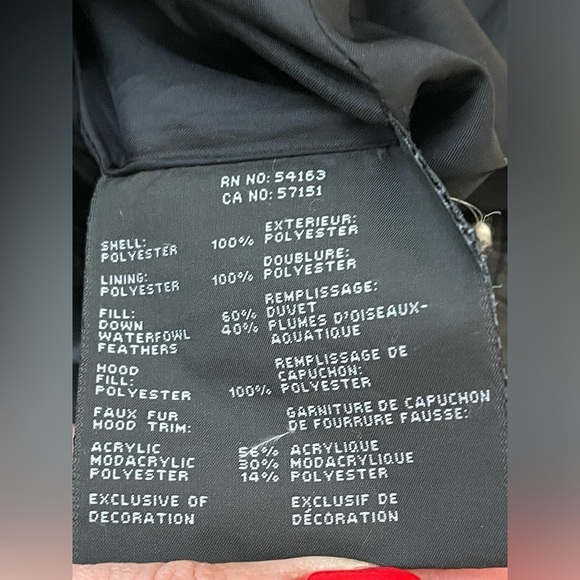 RN NO: 54163
CA NO: 57151
SHELL: EXTERIEUR:
POLYESTER 100% POLYESTER
LINING: DOUBLURE:
POLYESTER 100% POLYESTER
FILL: REMPLISSAGE:
DOWN 60% DUVET
WATERFOWL 40% PLUMES D'OISEAUX-
FEATHERS AQUATIQUE
HOOD REMPLISSAGE DE
FILL: CAPUCHON:
POLYESTER 100% POLYESTER
FAUX FUR GARNITURE DE CAPUCHON
HOOD TRIM: DE FOURRURE FAUSSE:
ACRYLIC 56% ACRYLIQUE
MODACRYLIC 30% MODACRYLIQUE
POLYESTER 14% POLYESTER
EXCLUSIVE OF EXCLUSIF DE
DECORATION DÉCORATION